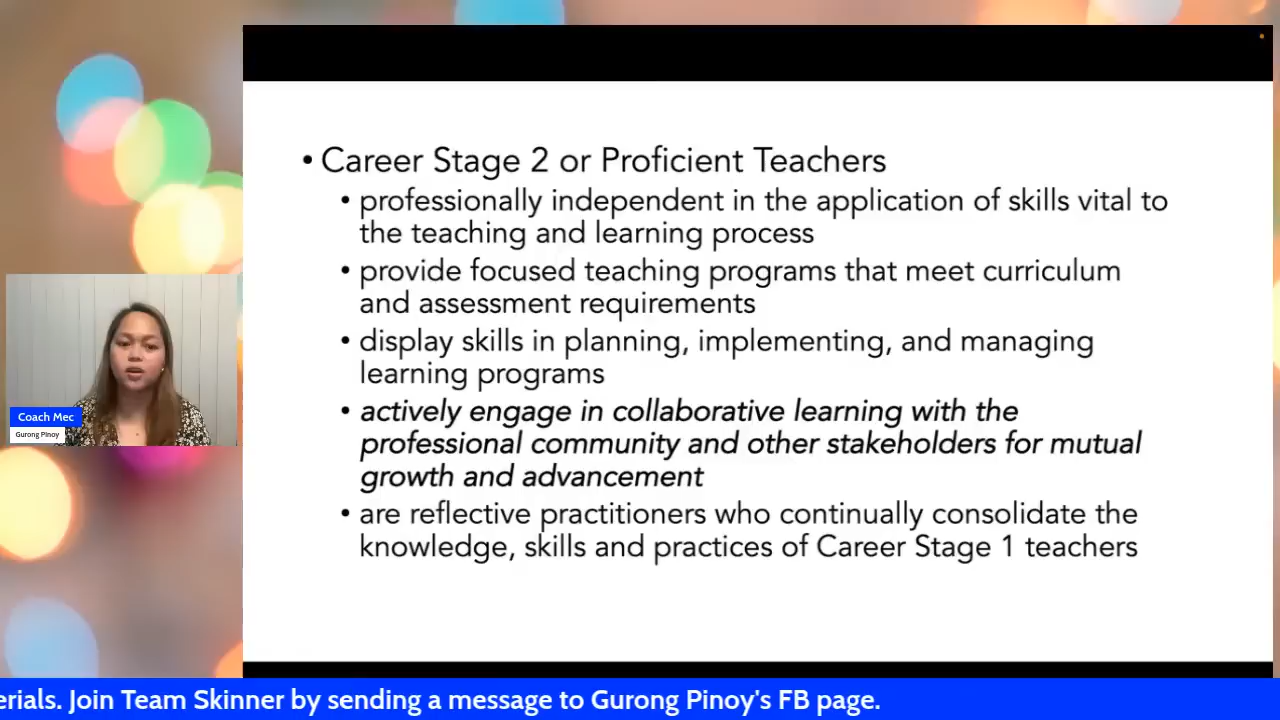 • Career Stage 2 or Proficient Teachers
• professionally independent in the application of skills vital to
the teaching and learning process
• provide focused teaching programs that meet curriculum
and assessment requirements
• display skills in planning, implementing, and managing
learning programs
• actively engage in collaborative learning with the
professional community and other stakeholders for mutual
growth and advancement
• are reflective practitioners who continually consolidate the
knowledge, skills and practices of Career Stage 1 teachers
Coach Mec
Gurong Pinoy
erials. Join Team Skinner by sending a message to Gurong Pinoy's FB page.